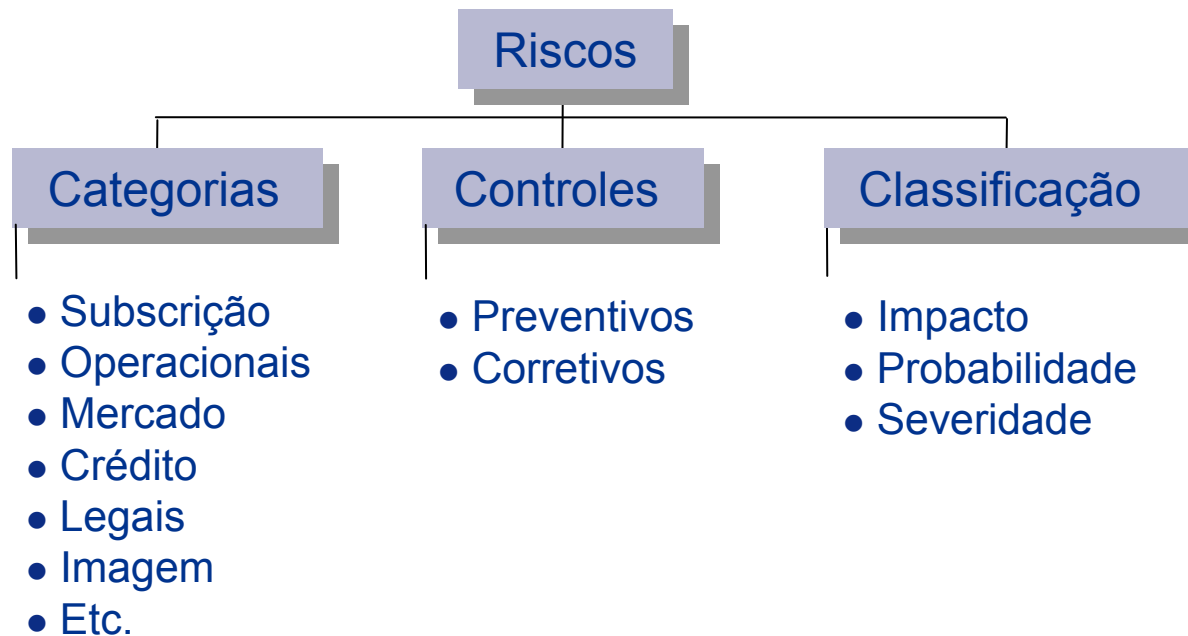 Riscos
Categorias
● Subscrição
● Operacionais
● Mercado
● Crédito
● Legais
● Imagem
● Etc.
Controles
● Preventivos
● Corretivos
Classificação
● Impacto
● Probabilidade
● Severidade